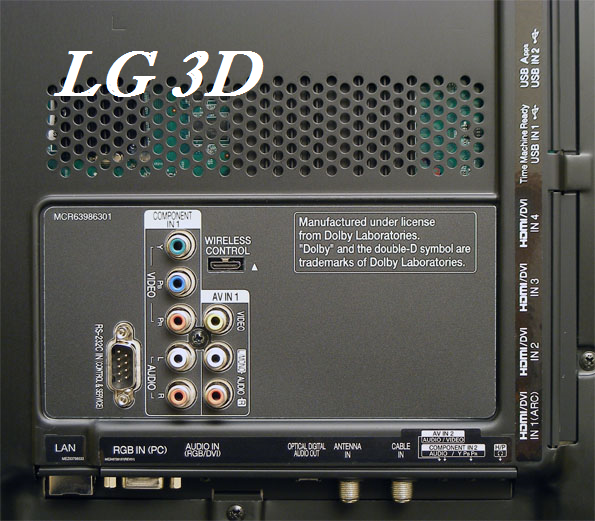 LG 3D
USB Apps
USB IN 2
Time Machine Ready
USB IN 1
HDMI/DVI
IN 4
HDMI/DVI
IN 3
HDMI/DVI
IN 2
HDMI/DVI
IN 1(ARC)
MCR63986301
COMPONENT
IN 1
Y
PB
PR
VIDEO
L
R
AUDIO
WIRELESS
CONTROL
AV IN 1
VIDEO
AUDIO
Manufactured under license
from Dolby Laboratories.
"Dolby" and the double-D symbol are
trademarks of Dolby Laboratories.
RS-232C IN (CONTROL & SERVICE)
LAN
RGB IN (PC)
AUDIO IN
(RGB/DVI)
OPTICAL DIGITAL
AUDIO OUT
ANTENNA
IN
CABLE
IN
AV IN 2
AUDIO / VIDEO
COMPONENT IN 2
AUDIO / Y PB PR
H/P